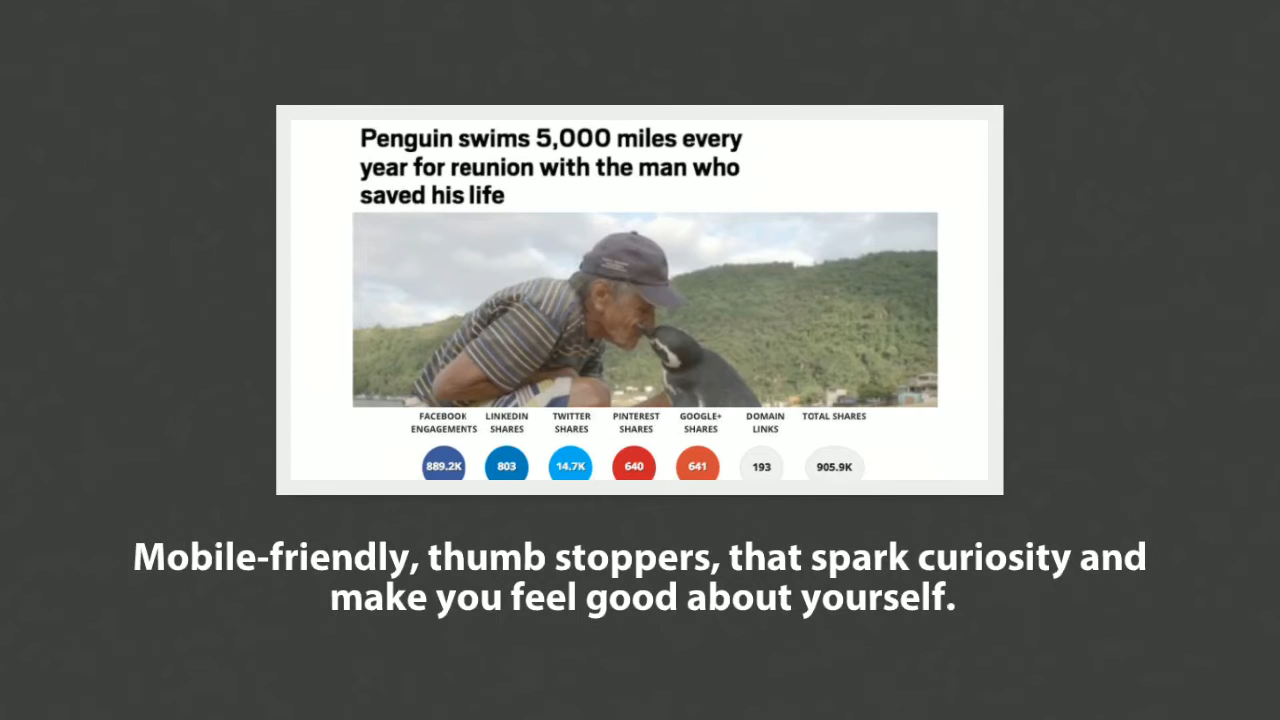 Penguin swims 5,000 miles every
year for reunion with the man who
saved his life
FACEBOOK ENGAGEMENTS
LINKEDIN SHARES
TWITTER SHARES
PINTEREST SHARES
GOOGLE+ SHARES
DOMAIN LINKS
TOTAL SHARES
889.2K 803 14.7K 640 641 193 905.9K
Mobile-friendly, thumb stoppers, that spark curiosity and
make you feel good about yourself.